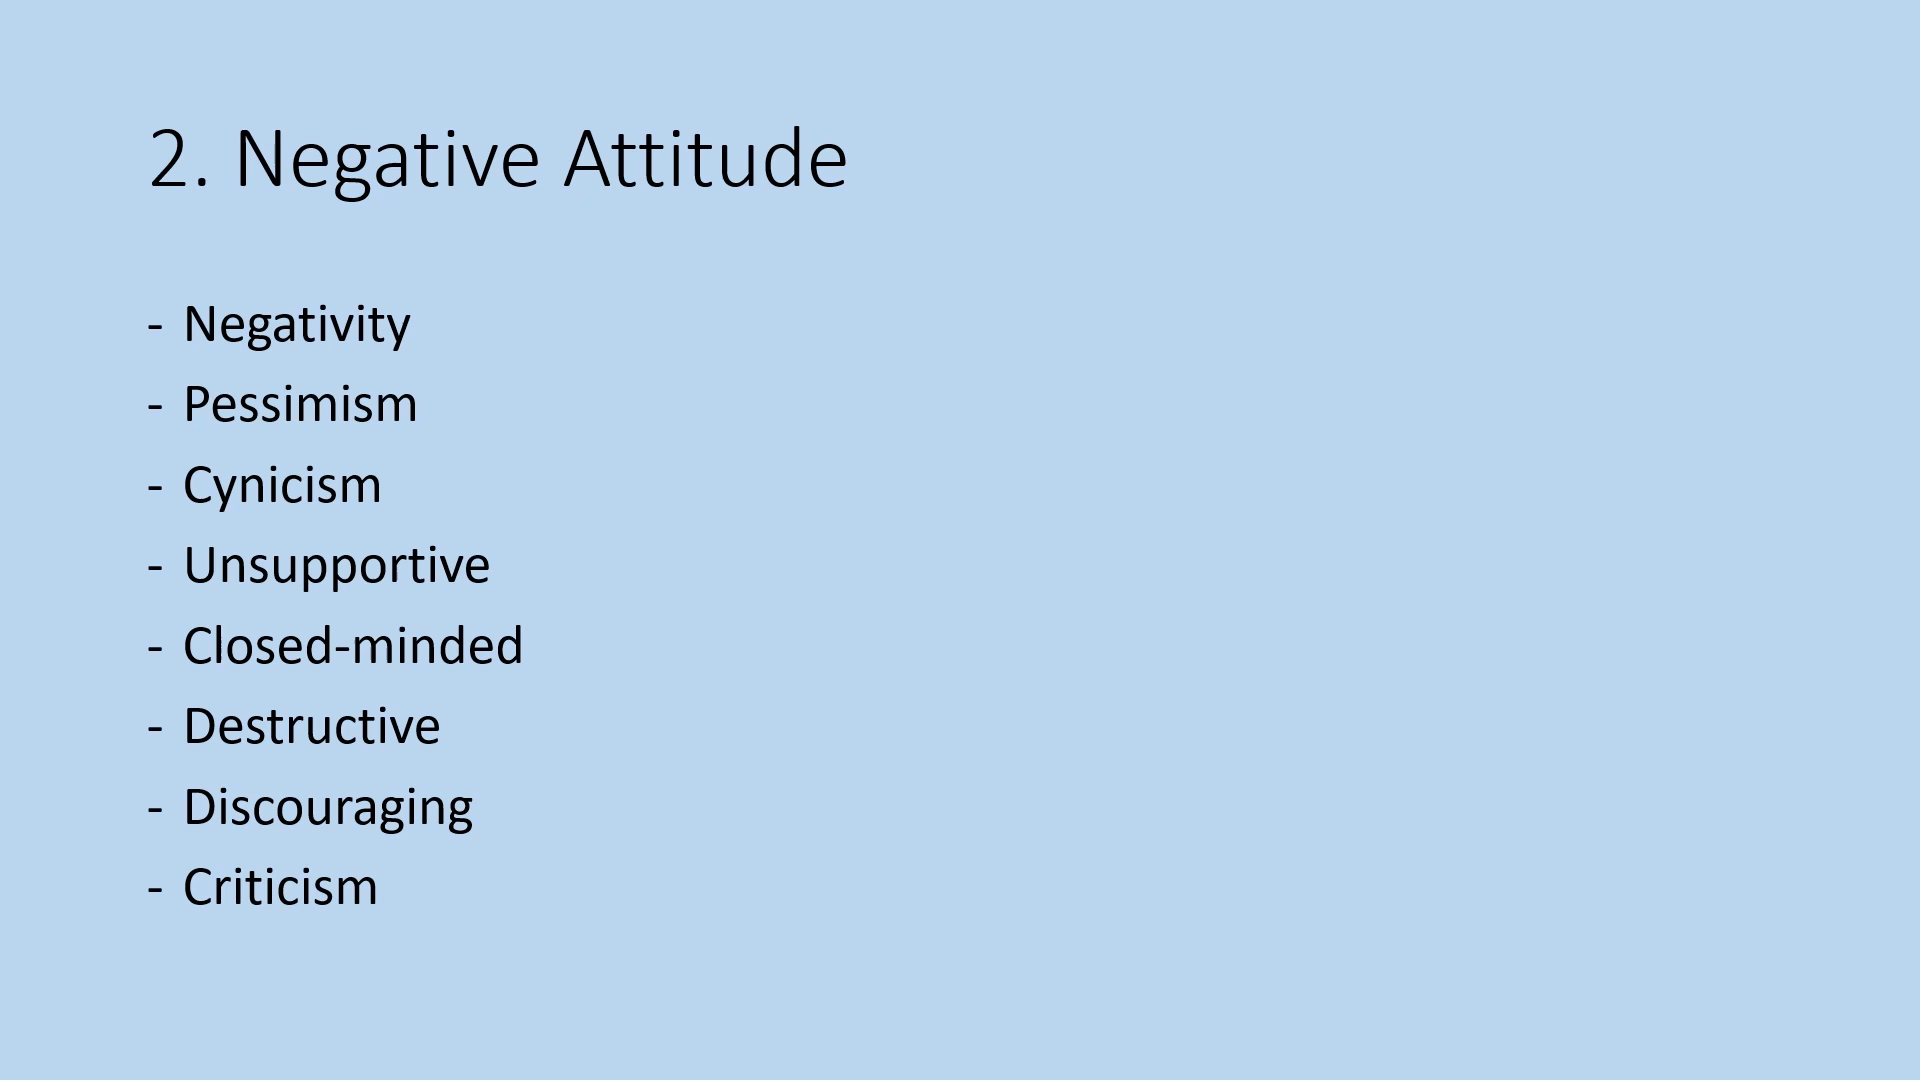 2. Negative Attitude
- Negativity
- Pessimism
- Cynicism
- Unsupportive
- Closed-minded
- Destructive
- Discouraging
- Criticism